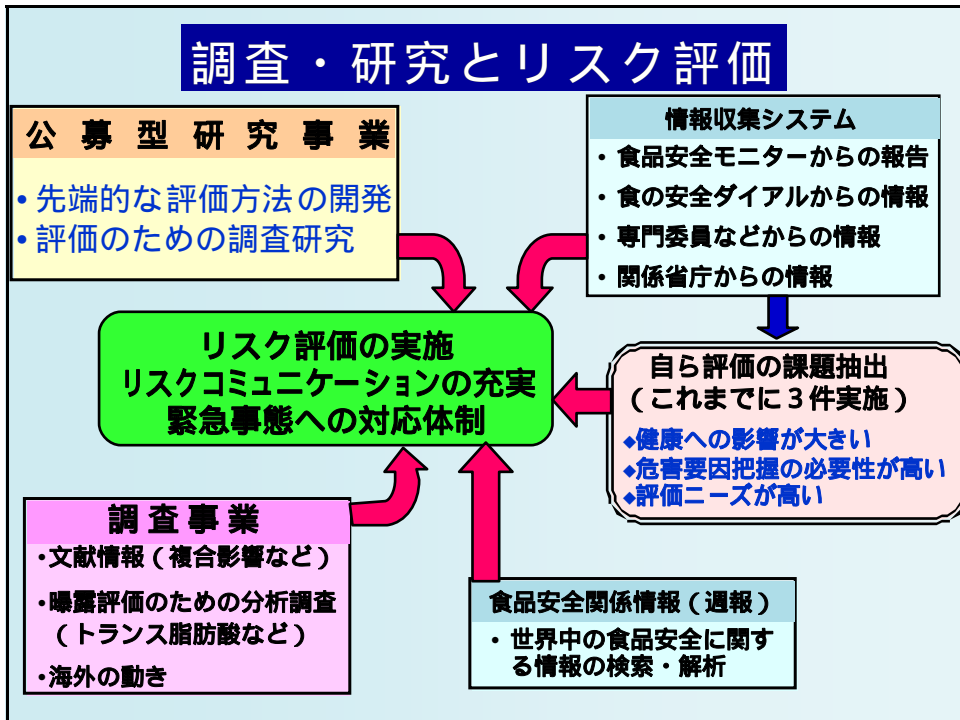 調査・研究とリスク評価
公募型研究事業
・先端的な評価方法の開発
・評価のための調査研究
情報収集システム
・食品安全モニターからの報告
・食の安全ダイアルからの情報
・専門委員などからの情報
・関係省庁からの情報
リスク評価の実施
リスクコミュニケーションの充実
緊急事態への対応体制
自ら評価の課題抽出
（これまでに３件実施）
◆健康への影響が大きい
◆危害要因把握の必要性が高い
◆評価ニーズが高い
調査事業
・文献情報（複合影響など）
・曝露評価のための分析調査
（トランス脂肪酸など）
・海外の動き
食品安全関係情報（週報）
・世界中の食品安全に関す
る情報の検索・解析